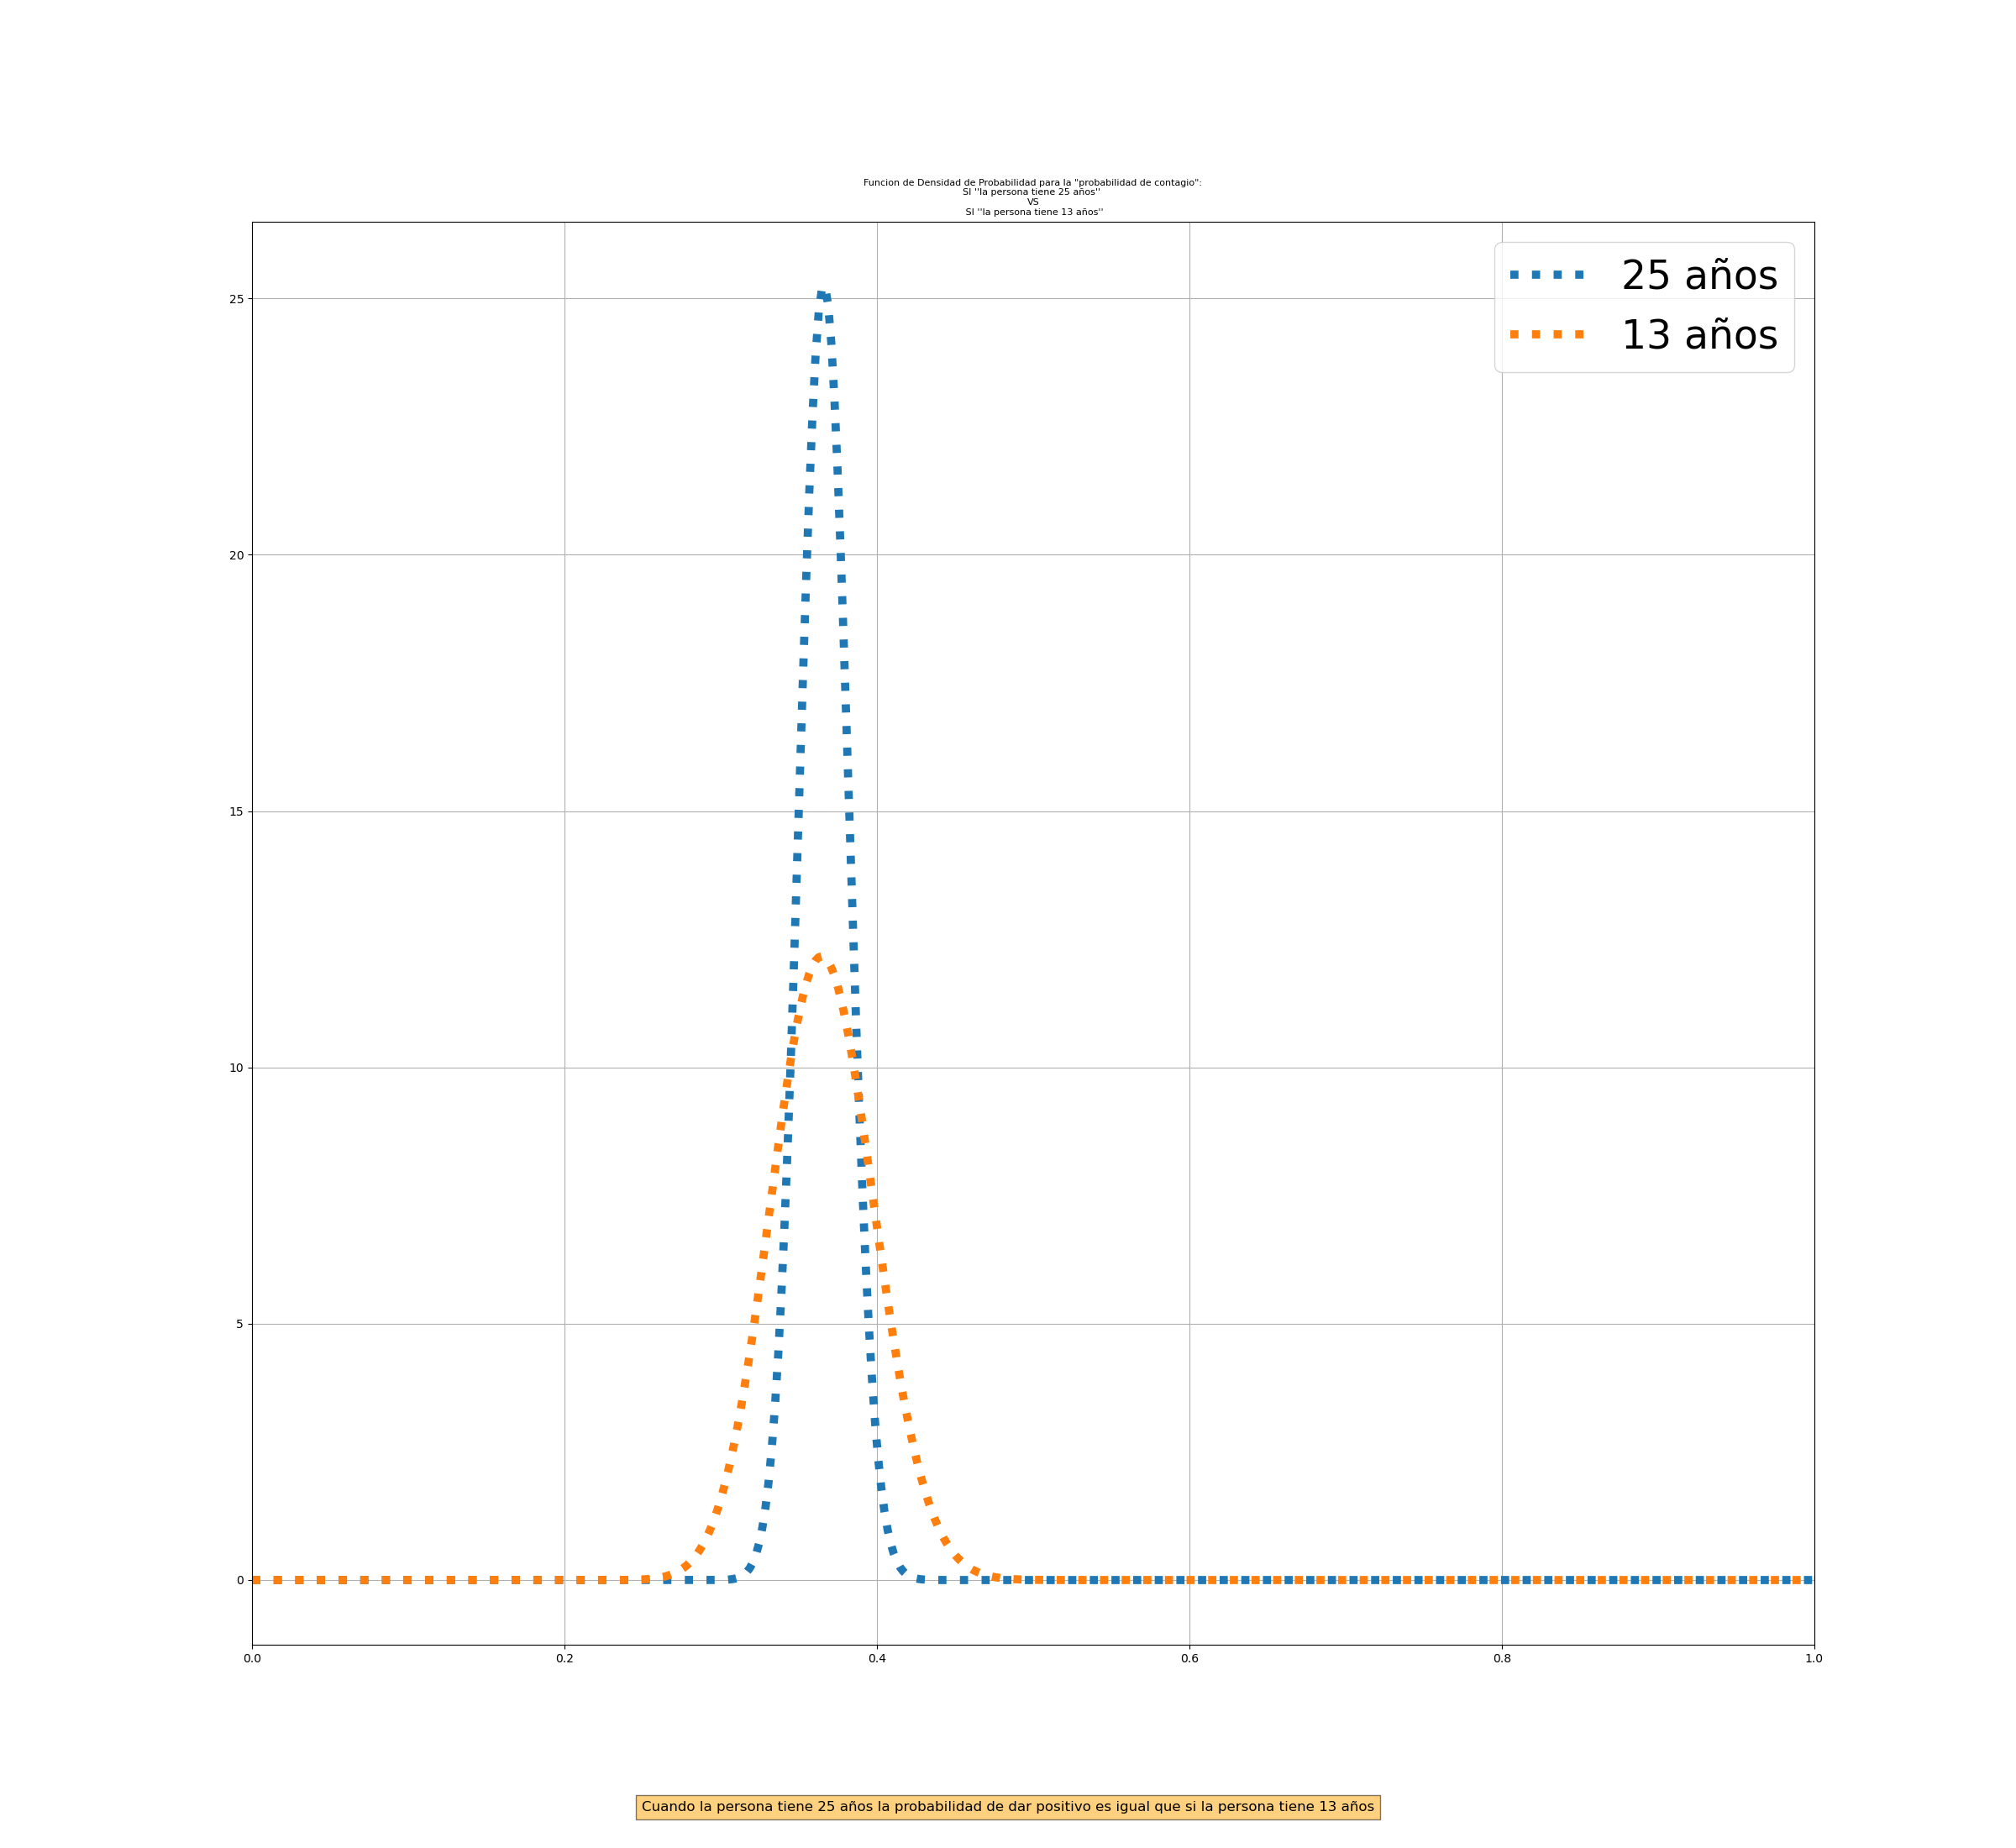 Funcion de Densidad de Probabilidad para la "probabilidad de contagio":
SI ''la persona tiene 25 años''
VS
SI ''la persona tiene 13 años''
25 años
13 años
25
20
15
10
5
0
0.0 0.2 0.4 0.6 0.8 1.0
Cuando la persona tiene 25 años la probabilidad de dar positivo es igual que si la persona tiene 13 años